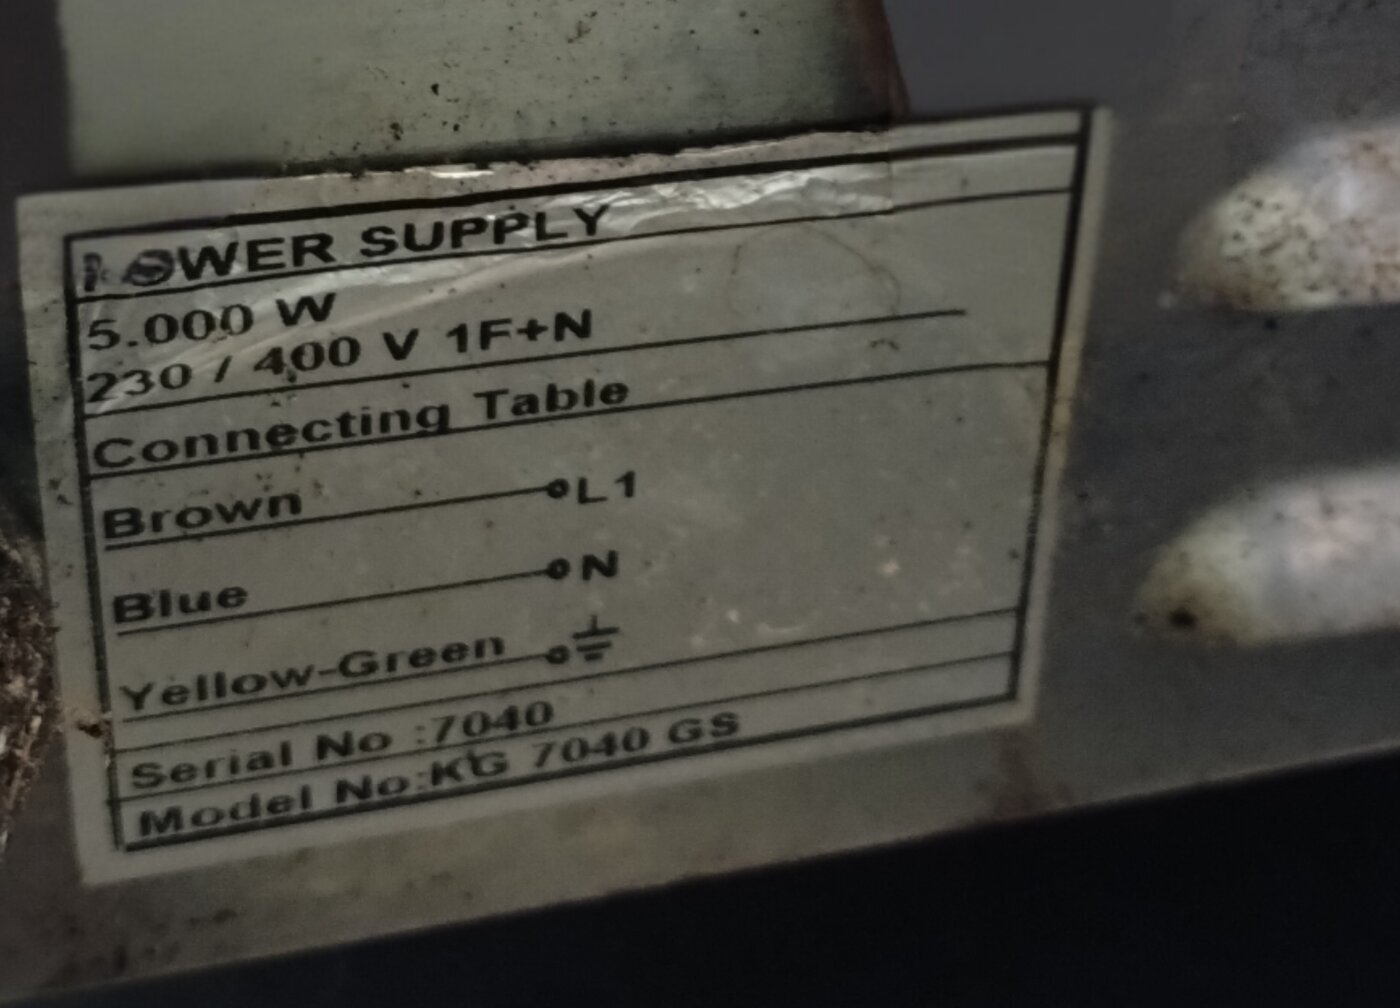 POWER SUPPLY
5.000 W
230 / 400 V 1F+N
Connecting Table
Brown L1
Blue N
Yellow-Green
Serial No :7040
Model No:KG 7040 GS